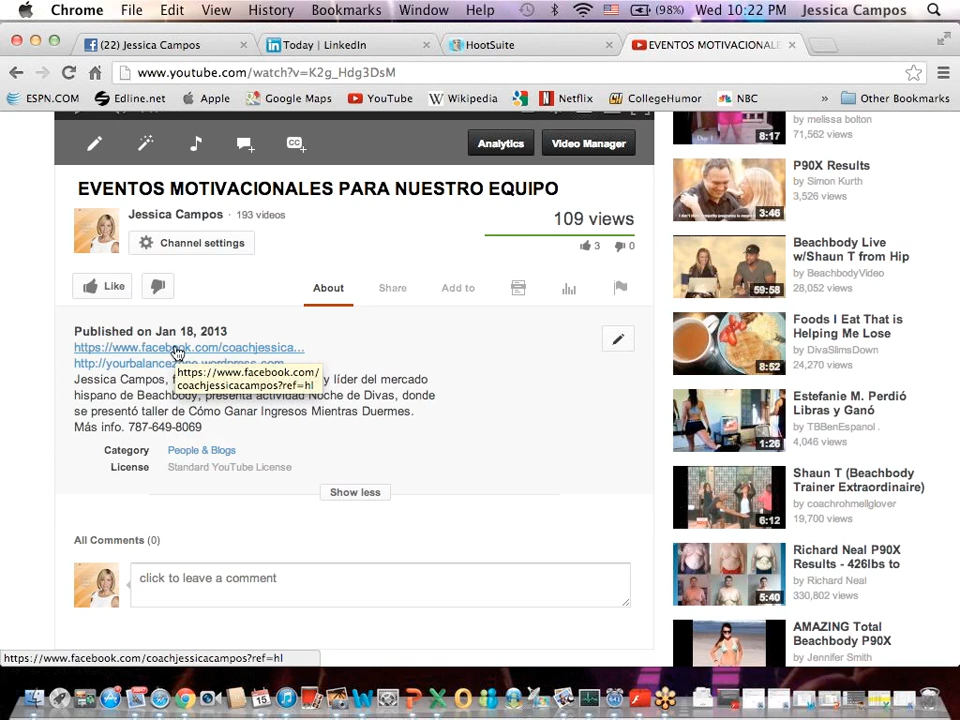 Chrome File Edit View History Bookmarks Window Help (98%) Wed 10:22 PM Jessica Campos
(22) Jessica Campos
Today | LinkedIn
HootSuite
EVENTOS MOTIVACIONALE
www.youtube.com/watch?v=K2g_Hdg3DsM
ESPN.COM Edline.net Apple Google Maps YouTube Wikipedia Netflix CollegeHumor NBC » Other Bookmarks
CC
Analytics
Video Manager
EVENTOS MOTIVACIONALES PARA NUESTRO EQUIPO
Jessica Campos · 193 videos
Channel settings
109 views
3 0
Like
About
Share
Add to
Published on Jan 18, 2013
https://www.facebook.com/coachjessica...
https://www.facebook.com/
coachjessicacampos?ref=hl
Jessica Campos, y líder del mercado
hispano de Beachbody, presenta actividad Noche de Divas, donde
se presentó taller de Cómo Ganar Ingresos Mientras Duermes.
Más info. 787-649-8069
Category People & Blogs
License Standard YouTube License
Show less
All Comments (0)
click to leave a comment
https://www.facebook.com/coachjessicacampos?ref=hl
8:17
by melissa bolton
71,562 views
3:46
P90X Results
by Simon Kurth
3,526 views
59:58
Beachbody Live
w/Shaun T from Hip
by BeachbodyVideo
28,052 views
8:52
Foods I Eat That is
Helping Me Lose
by DivaSlimsDown
24,270 views
1:26
Estefanie M. Perdió
Libras y Ganó
by TBBenEspanol .
4,046 views
6:12
Shaun T (Beachbody
Trainer Extraordinaire)
by coachrohmellglover
19,700 views
5:40
Richard Neal P90X
Results - 426lbs to
by Richard Neal
330,802 views
AMAZING Total
Beachbody P90X
by Jennifer Smith